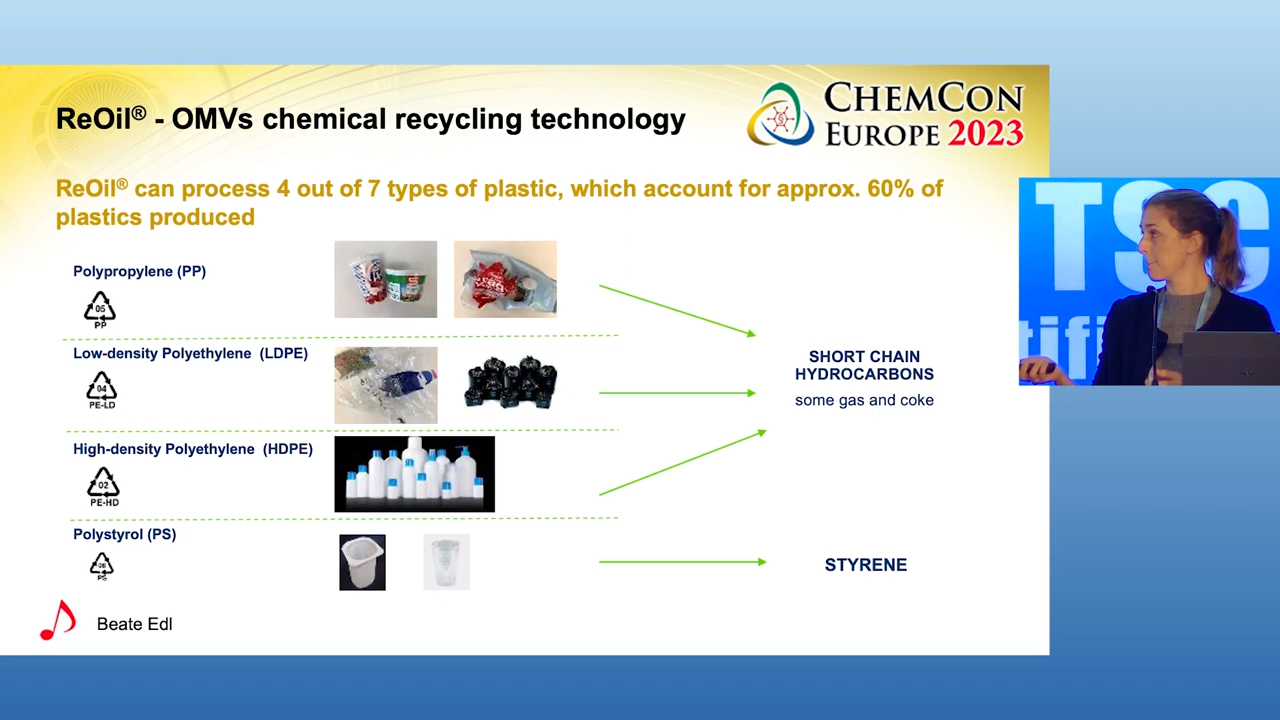 ReOil® - OMVs chemical recycling technology
CHEMCON
EUROPE 2023
ReOil® can process 4 out of 7 types of plastic, which account for approx. 60% of
plastics produced
Polypropylene (PP)
05
PP
Low-density Polyethylene (LDPE)
04
PE-LD
High-density Polyethylene (HDPE)
02
PE-HD
Polystyrol (PS)
06
PS
SHORT CHAIN
HYDROCARBONS
some gas and coke
STYRENE
Beate Edl
TSC
tifi